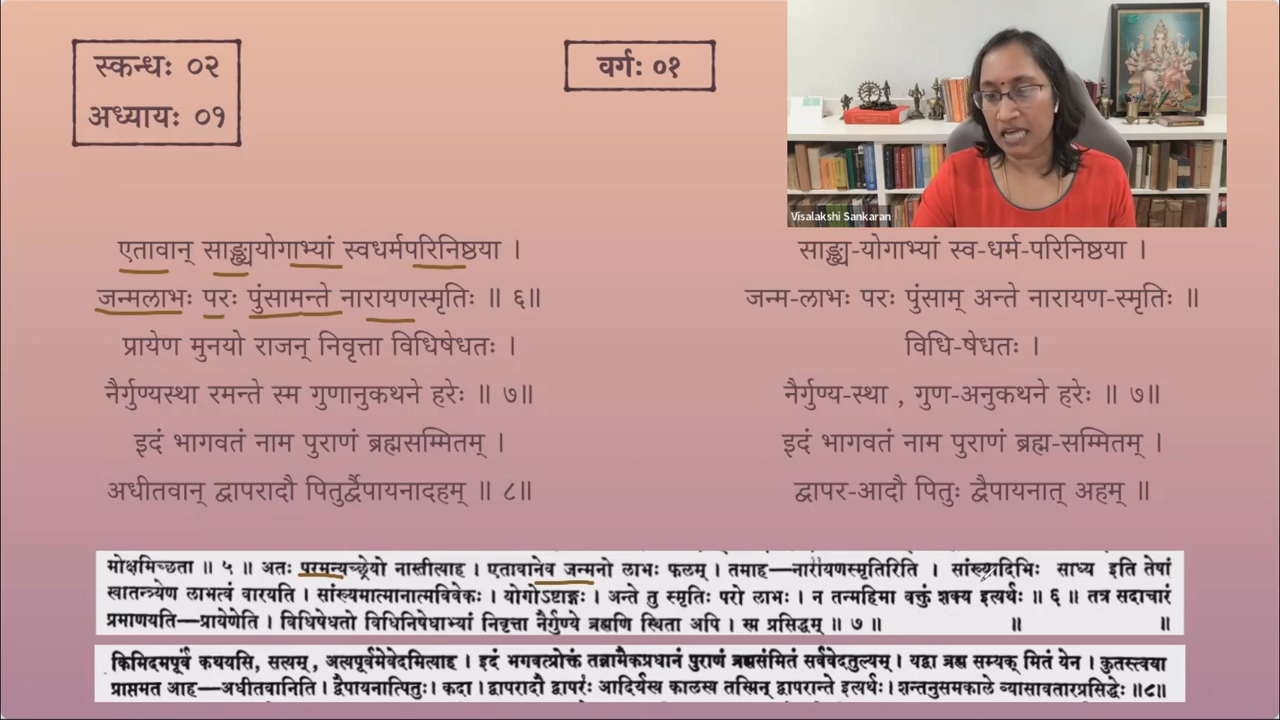 स्कन्धः ०२
अध्यायः ०१
वर्गः ०१
Visalakshi Sankaran
एतावान् साङ्ख्ययोगाभ्यां स्वधर्मपरिनिष्ठया ।
जन्मलाभः परः पुंसामन्ते नारायणस्मृतिः ॥ ६॥
प्रायेण मुनयो राजन् निवृत्ता विधिषेधतः ।
नैर्गुण्यस्था रमन्ते स्म गुणानुकथने हरेः ॥ ७॥
इदं भागवतं नाम पुराणं ब्रह्मसम्मितम् ।
अधीतवान् द्वापरादौ पितुर्द्वैपायनादहम् ॥ ८॥
साङ्ख्य-योगाभ्यां स्व-धर्म-परिनिष्ठया ।
जन्म-लाभः परः पुंसाम् अन्ते नारायण-स्मृतिः ॥
विधि-षेधतः ।
नैर्गुण्य-स्था , गुण-अनुकथने हरेः ॥ ७॥
इदं भागवतं नाम पुराणं ब्रह्म-सम्मितम् ।
द्वापर-आदौ पितुः द्वैपायनात् अहम् ॥
मोक्षमिच्छता ॥ ५ ॥ अतः परमन्यच्छ्रेयो नास्तीत्याह । एतावानेव जन्मनो लाभः फलम् । तमाह—नारायणस्मृतिरिति । सांख्यादिभिः साध्य इति तेषां
स्वातन्त्र्येण लाभत्वं वारयति । सांख्यमात्मानात्मविवेकः । योगोऽष्टाङ्गः । अन्ते तु स्मृतिः परो लाभः । न तन्महिमा वक्तुं शक्य इत्यर्थः ॥ ६ ॥ तत्र सदाचारं
प्रमाणयति—प्रायेणेति । विधिषेधतो विधिनिषेधाभ्यां निवृत्ता नैर्गुण्ये ब्रह्मणि स्थिता अपि । स्म प्रसिद्धम् ॥ ७ ॥ ॥ ॥
किमिदमपूर्वं कथयसि, सत्यम् , अत्यपूर्वमेवेदमित्याह । इदं भगवत्प्रोक्तं तन्नामैकप्रधानं पुराणं ब्रह्मसंमितं सर्ववेदतुल्यम् । यद्वा ब्रह्म सम्यक् मितं येन । कुतस्त्वया
प्राप्तमत आह—अधीतवानिति । द्वैपायनात्पितुः । कदा । द्वापरादौ द्वापरः आदिर्यस्य कालस्य तस्मिन् द्वापरान्ते इत्यर्थः । शन्तनुसमकाले व्यासावतारप्रसिद्धेः ॥८॥